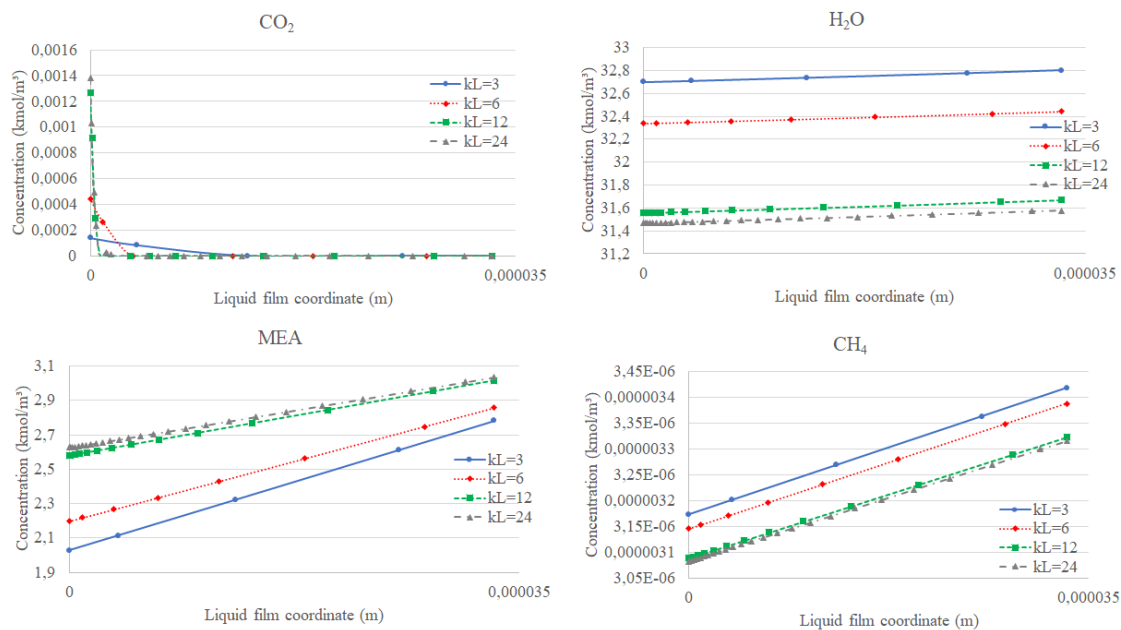 CO₂
Concentration (kmol/m³)
0,0016
0,0014
0,0012
0,001
0,0008
0,0006
0,0004
0,0002
0
0
0,000035
Liquid film coordinate (m)
kL=3
kL=6
kL=12
kL=24
H₂O
Concentration (kmol/m³)
33
32,8
32,6
32,4
32,2
32
31,8
31,6
31,4
31,2
0
0,000035
Liquid film coordinate (m)
kL=3
kL=6
kL=12
kL=24
MEA
Concentration (kmol/m³)
3,1
2,9
2,7
2,5
2,3
2,1
1,9
0
0,000035
Liquid film coordinate (m)
kL=3
kL=6
kL=12
kL=24
CH₄
Concentration (kmol/m³)
3,45E-06
0,0000034
3,35E-06
0,0000033
3,25E-06
0,0000032
3,15E-06
0,0000031
3,05E-06
0
0,000035
Liquid film coordinate (m)
kL=3
kL=6
kL=12
kL=24